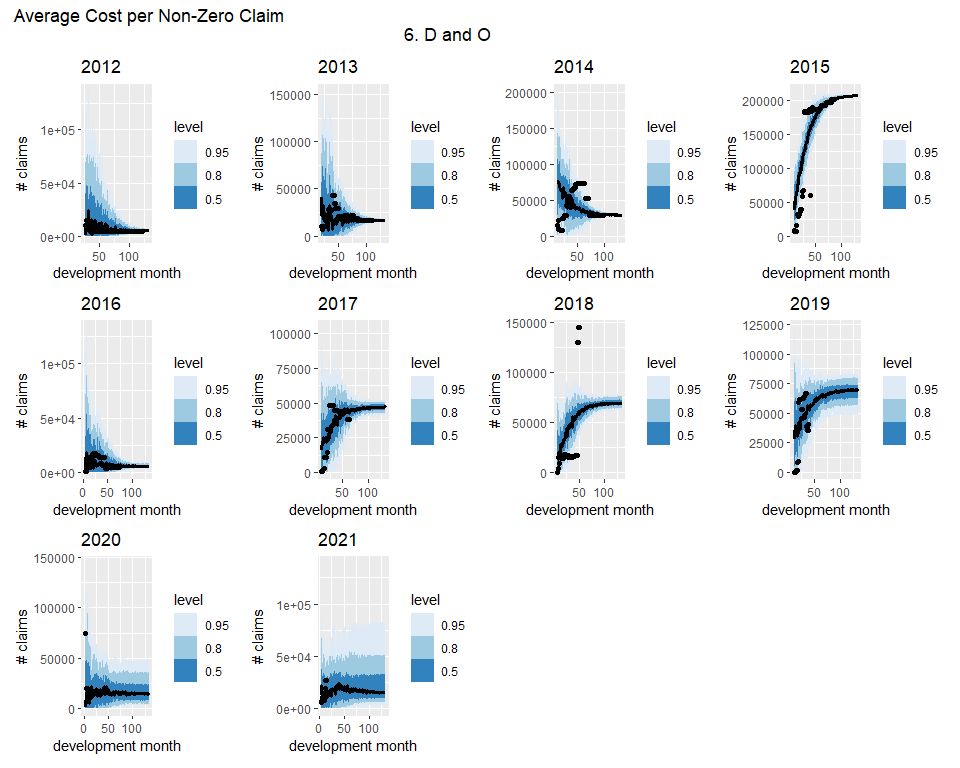 Average Cost per Non-Zero Claim
6. D and O
2012
# claims
1e+05
5e+04
0e+00
50 100
development month
level
0.95
0.8
0.5
2013
# claims
150000
100000
50000
0
50 100
development month
level
0.95
0.8
0.5
2014
# claims
200000
150000
100000
50000
0
50 100
development month
level
0.95
0.8
0.5
2015
# claims
200000
150000
100000
50000
0
50 100
development month
level
0.95
0.8
0.5
2016
# claims
1e+05
5e+04
0e+00
0 50 100
development month
level
0.95
0.8
0.5
2017
# claims
100000
75000
50000
25000
0
50 100
development month
level
0.95
0.8
0.5
2018
# claims
150000
100000
50000
0
50 100
development month
level
0.95
0.8
0.5
2019
# claims
125000
100000
75000
50000
25000
0
50 100
development month
level
0.95
0.8
0.5
2020
# claims
150000
100000
50000
0
0 50 100
development month
level
0.95
0.8
0.5
2021
# claims
1e+05
5e+04
0e+00
0 50 100
development month
level
0.95
0.8
0.5